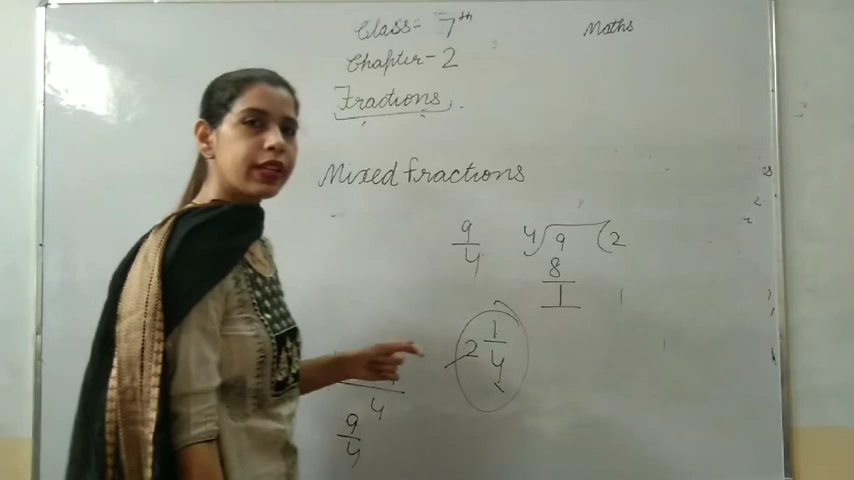 Class- 7th
Maths
Chapter- 2
Fractions
Mixed fractions
9/4
4)9(2
8
1
2 1/4
4
9/4